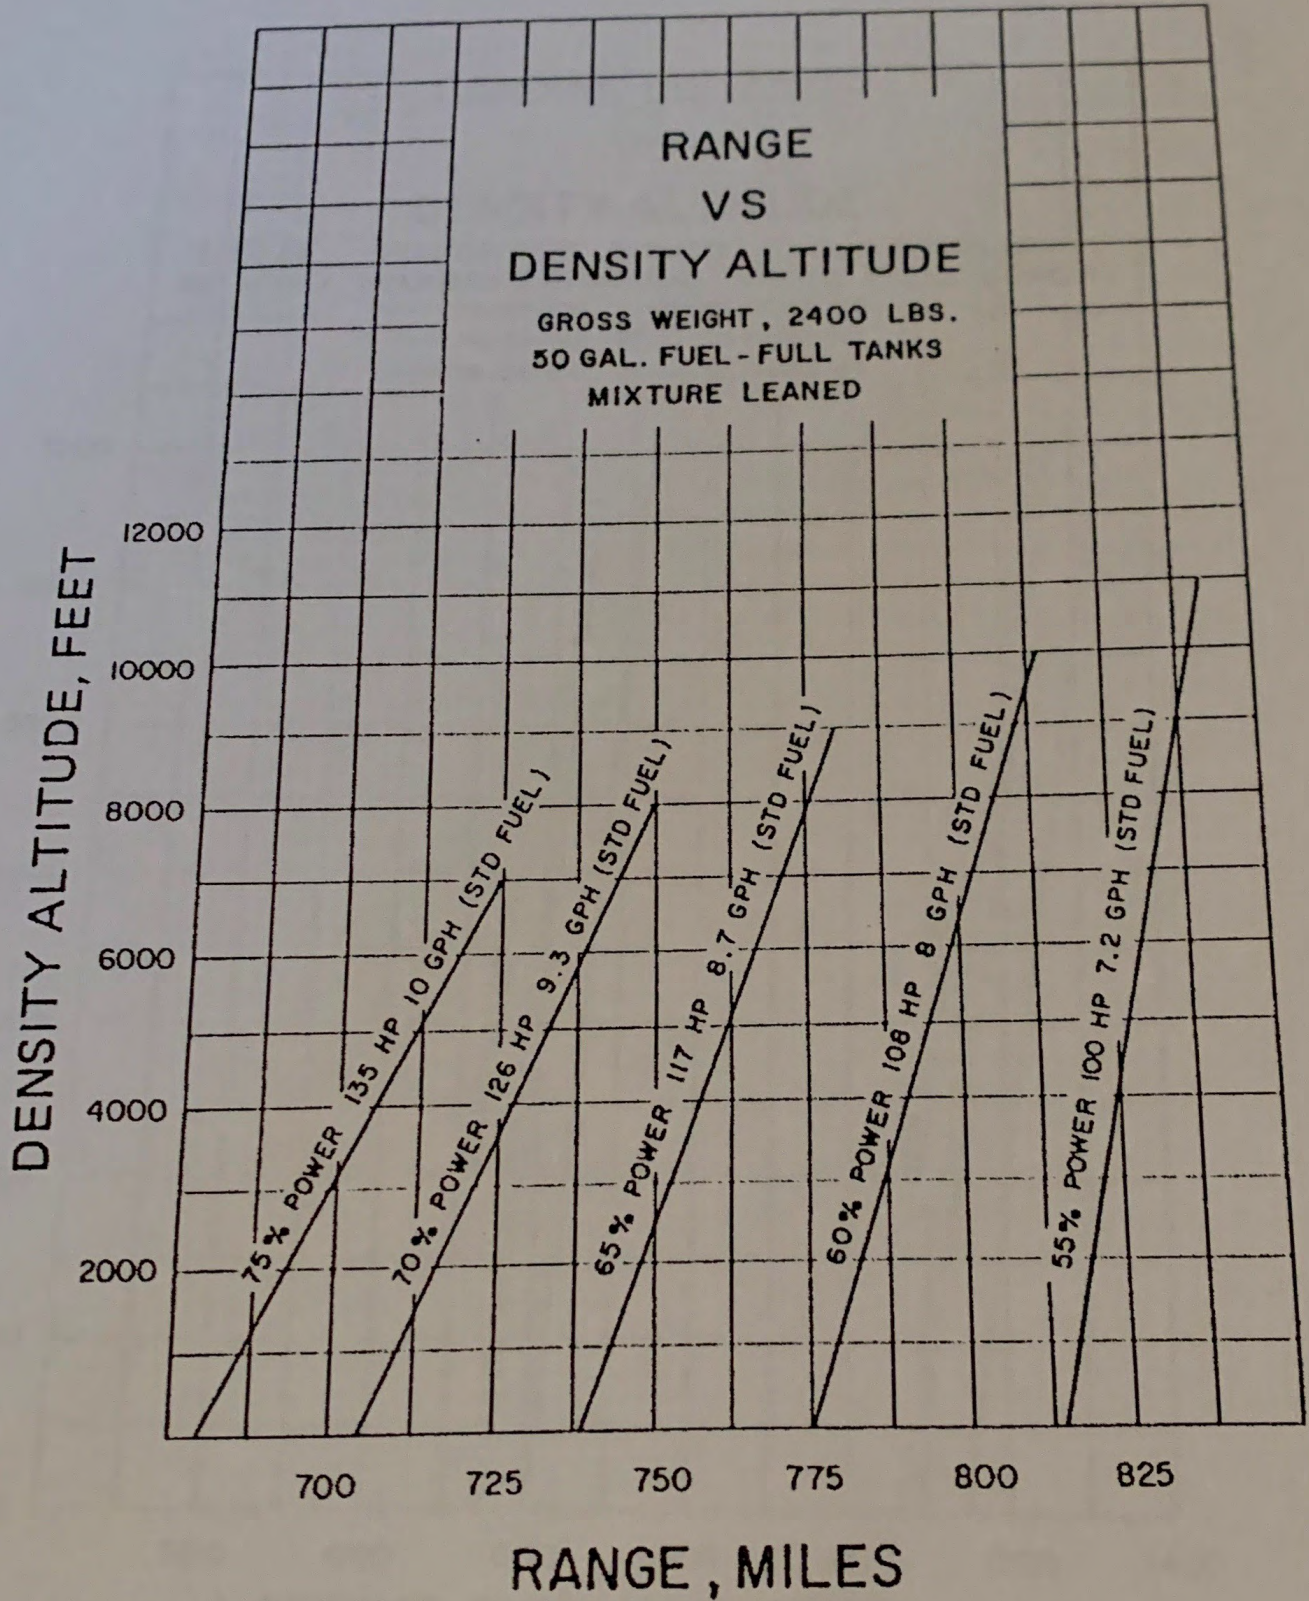 RANGE
VS
DENSITY ALTITUDE
GROSS WEIGHT, 2400 LBS.
50 GAL. FUEL - FULL TANKS
MIXTURE LEANED
DENSITY ALTITUDE, FEET
12000
10000
8000
6000
4000
2000
75% POWER 135 HP 10 GPH (STD FUEL)
70% POWER 126 HP 9.3 GPH (STD FUEL)
65% POWER 117 HP 8.7 GPH (STD FUEL)
60% POWER 108 HP 8 GPH (STD FUEL)
55% POWER 100 HP 7.2 GPH (STD FUEL)
700 725 750 775 800 825
RANGE, MILES